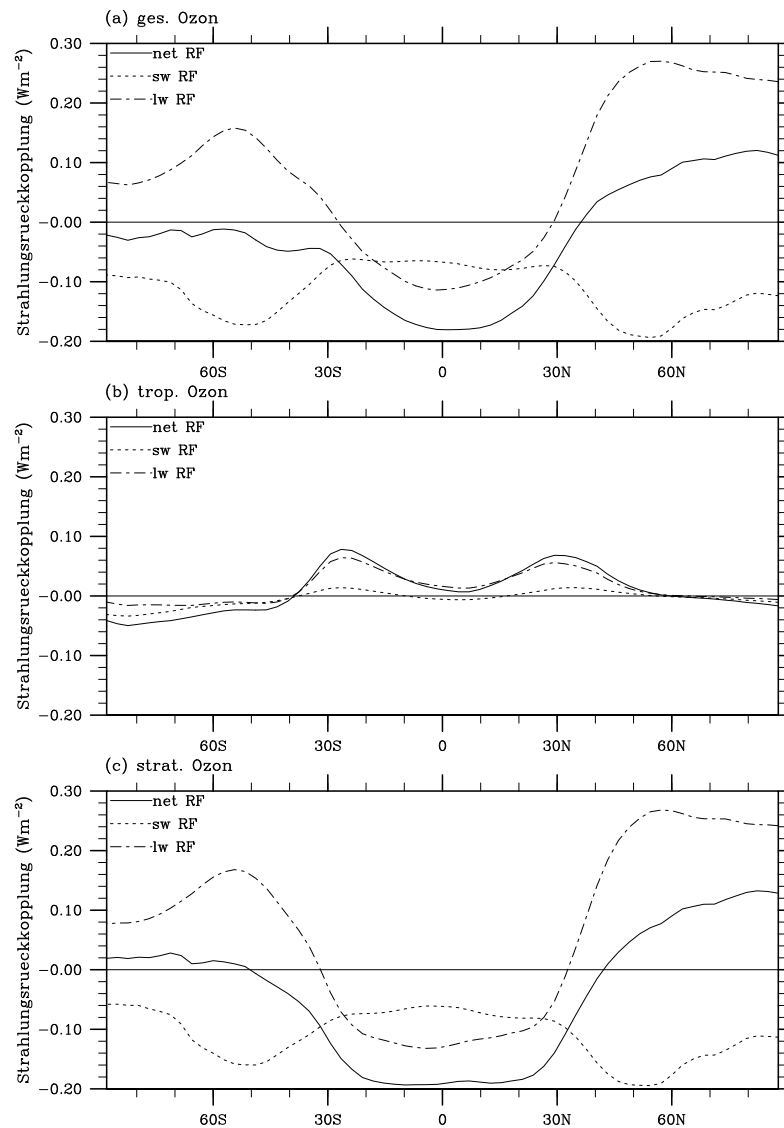 (a) ges. Ozon
net RF
sw RF
lw RF
Strahlungsrueckkopplung (Wm⁻²)
0.30
0.20
0.10
-0.00
-0.10
-0.20
60S 30S 0 30N 60N
(b) trop. Ozon
net RF
sw RF
lw RF
Strahlungsrueckkopplung (Wm⁻²)
0.30
0.20
0.10
-0.00
-0.10
-0.20
60S 30S 0 30N 60N
(c) strat. Ozon
net RF
sw RF
lw RF
Strahlungsrueckkopplung (Wm⁻²)
0.30
0.20
0.10
-0.00
-0.10
-0.20
60S 30S 0 30N 60N